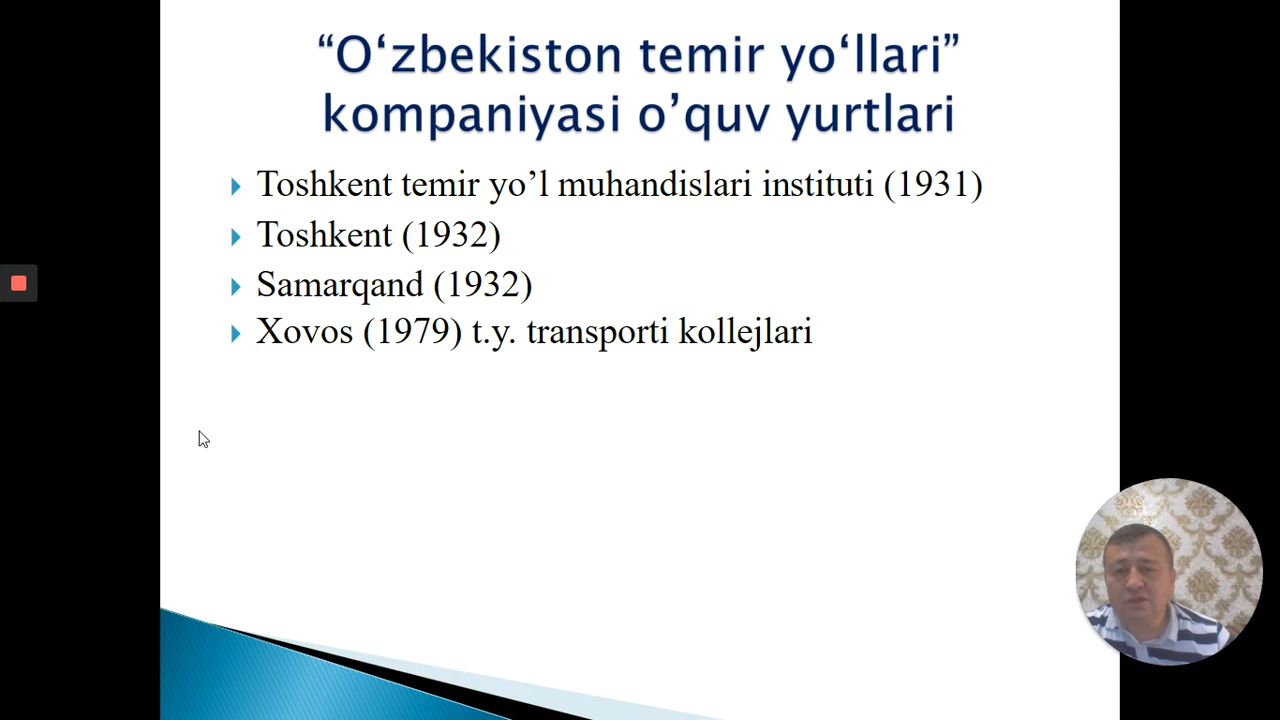 “O‘zbekiston temir yo‘llari”
kompaniyasi o’quv yurtlari
Toshkent temir yo’l muhandislari instituti (1931)
Toshkent (1932)
Samarqand (1932)
Xovos (1979) t.y. transporti kollejlari